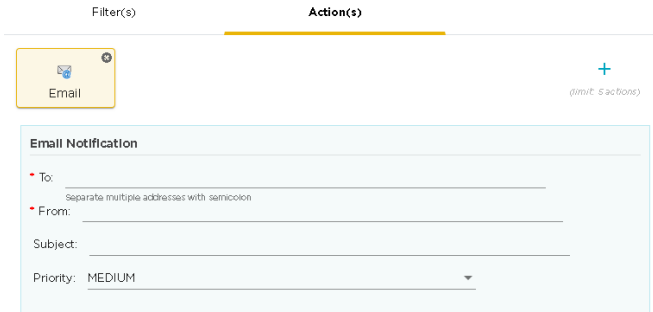 Filter(s) Action(s)
Email
(limit: 5 actions)
Email Notification
* To:
Separate multiple addresses with semicolon
* From:
Subject:
Priority: MEDIUM